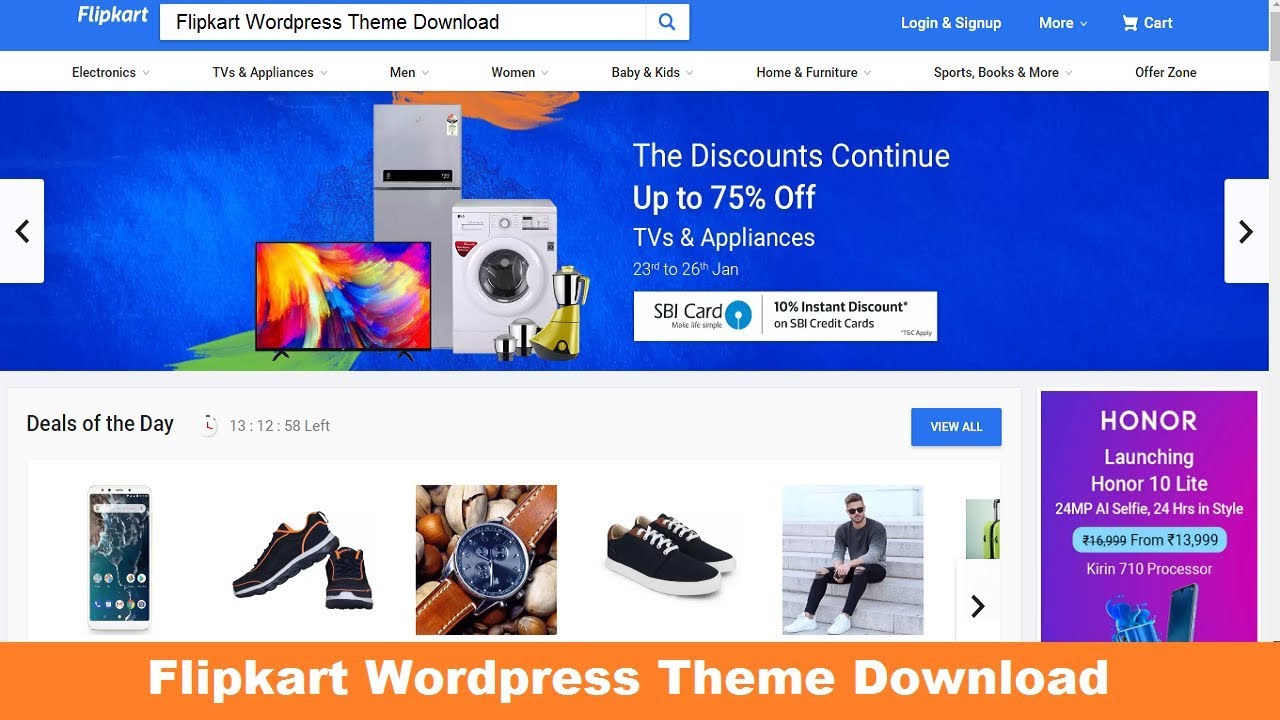 Flipkart
Flipkart Wordpress Theme Download
Login & Signup
More
Cart
Electronics
TVs & Appliances
Men
Women
Baby & Kids
Home & Furniture
Sports, Books & More
Offer Zone
The Discounts Continue
Up to 75% Off
TVs & Appliances
23rd to 26th Jan
SBI Card
Make life simple
10% Instant Discount*
on SBI Credit Cards
*T&C Apply
Deals of the Day
13 : 12 : 58 Left
VIEW ALL
HONOR
Launching
Honor 10 Lite
24MP AI Selfie, 24 Hrs in Style
₹16,999 From ₹13,999
Kirin 710 Processor
Flipkart Wordpress Theme Download